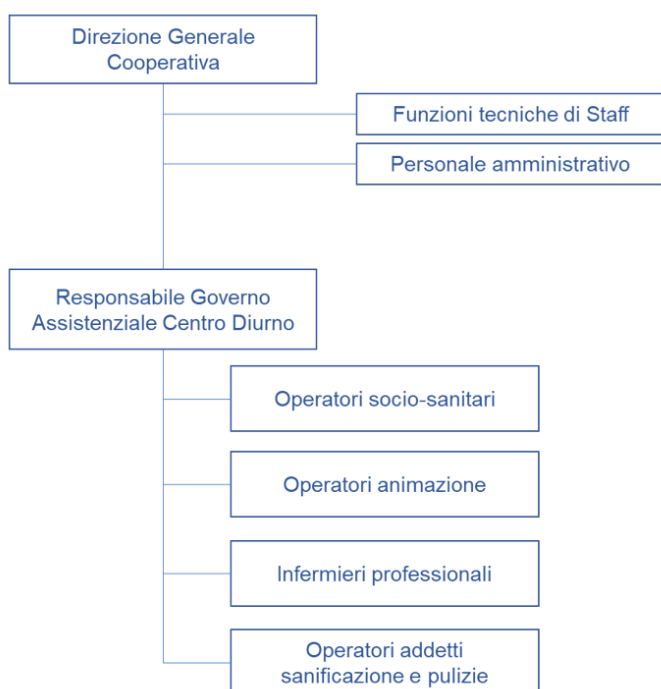 Direzione Generale
Cooperativa
Funzioni tecniche di Staff
Personale amministrativo
Responsabile Governo
Assistenziale Centro Diurno
Operatori socio-sanitari
Operatori animazione
Infermieri professionali
Operatori addetti
sanificazione e pulizie